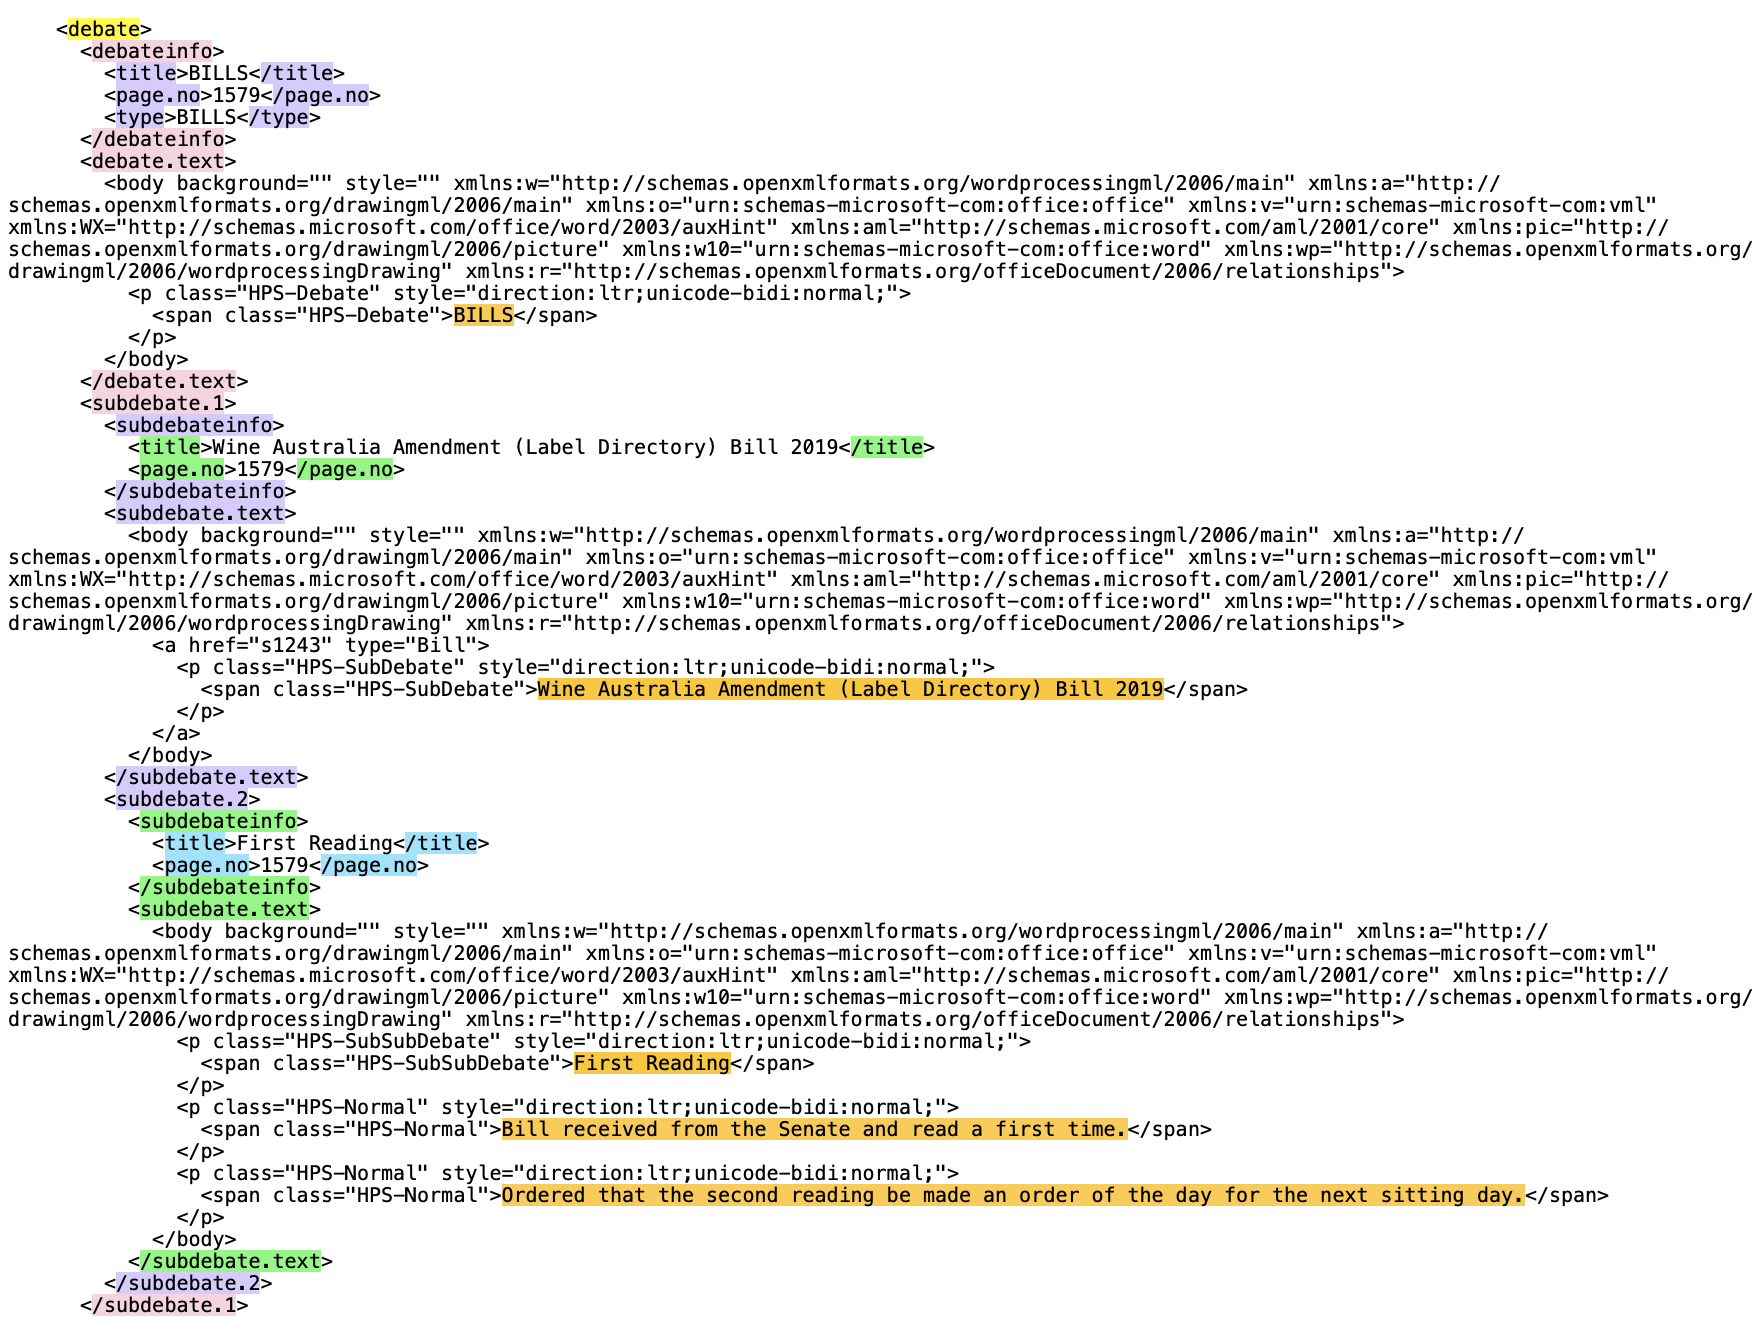 <debate>
<debateinfo>
<title>BILLS</title>
<page.no>1579</page.no>
<type>BILLS</type>
</debateinfo>
<debate.text>
<body background="" style="" xmlns:w="http://schemas.openxmlformats.org/wordprocessingml/2006/main" xmlns:a="http://
schemas.openxmlformats.org/drawingml/2006/main" xmlns:o="urn:schemas-microsoft-com:office:office" xmlns:v="urn:schemas-microsoft-com:vml"
xmlns:WX="http://schemas.microsoft.com/office/word/2003/auxHint" xmlns:aml="http://schemas.microsoft.com/aml/2001/core" xmlns:pic="http://
schemas.openxmlformats.org/drawingml/2006/picture" xmlns:w10="urn:schemas-microsoft-com:office:word" xmlns:wp="http://schemas.openxmlformats.org/
drawingml/2006/wordprocessingDrawing" xmlns:r="http://schemas.openxmlformats.org/officeDocument/2006/relationships">
<p class="HPS-Debate" style="direction:ltr;unicode-bidi:normal;">
<span class="HPS-Debate">BILLS</span>
</p>
</body>
</debate.text>
<subdebate.1>
<subdebateinfo>
<title>Wine Australia Amendment (Label Directory) Bill 2019</title>
<page.no>1579</page.no>
</subdebateinfo>
<subdebate.text>
<body background="" style="" xmlns:w="http://schemas.openxmlformats.org/wordprocessingml/2006/main" xmlns:a="http://
schemas.openxmlformats.org/drawingml/2006/main" xmlns:o="urn:schemas-microsoft-com:office:office" xmlns:v="urn:schemas-microsoft-com:vml"
xmlns:WX="http://schemas.microsoft.com/office/word/2003/auxHint" xmlns:aml="http://schemas.microsoft.com/aml/2001/core" xmlns:pic="http://
schemas.openxmlformats.org/drawingml/2006/picture" xmlns:w10="urn:schemas-microsoft-com:office:word" xmlns:wp="http://schemas.openxmlformats.org/
drawingml/2006/wordprocessingDrawing" xmlns:r="http://schemas.openxmlformats.org/officeDocument/2006/relationships">
<a href="s1243" type="Bill">
<p class="HPS-SubDebate" style="direction:ltr;unicode-bidi:normal;">
<span class="HPS-SubDebate">Wine Australia Amendment (Label Directory) Bill 2019</span>
</p>
</a>
</body>
</subdebate.text>
<subdebate.2>
<subdebateinfo>
<title>First Reading</title>
<page.no>1579</page.no>
</subdebateinfo>
<subdebate.text>
<body background="" style="" xmlns:w="http://schemas.openxmlformats.org/wordprocessingml/2006/main" xmlns:a="http://
schemas.openxmlformats.org/drawingml/2006/main" xmlns:o="urn:schemas-microsoft-com:office:office" xmlns:v="urn:schemas-microsoft-com:vml"
xmlns:WX="http://schemas.microsoft.com/office/word/2003/auxHint" xmlns:aml="http://schemas.microsoft.com/aml/2001/core" xmlns:pic="http://
schemas.openxmlformats.org/drawingml/2006/picture" xmlns:w10="urn:schemas-microsoft-com:office:word" xmlns:wp="http://schemas.openxmlformats.org/
drawingml/2006/wordprocessingDrawing" xmlns:r="http://schemas.openxmlformats.org/officeDocument/2006/relationships">
<p class="HPS-SubSubDebate" style="direction:ltr;unicode-bidi:normal;">
<span class="HPS-SubSubDebate">First Reading</span>
</p>
<p class="HPS-Normal" style="direction:ltr;unicode-bidi:normal;">
<span class="HPS-Normal">Bill received from the Senate and read a first time.</span>
</p>
<p class="HPS-Normal" style="direction:ltr;unicode-bidi:normal;">
<span class="HPS-Normal">Ordered that the second reading be made an order of the day for the next sitting day.</span>
</p>
</body>
</subdebate.text>
</subdebate.2>
</subdebate.1>